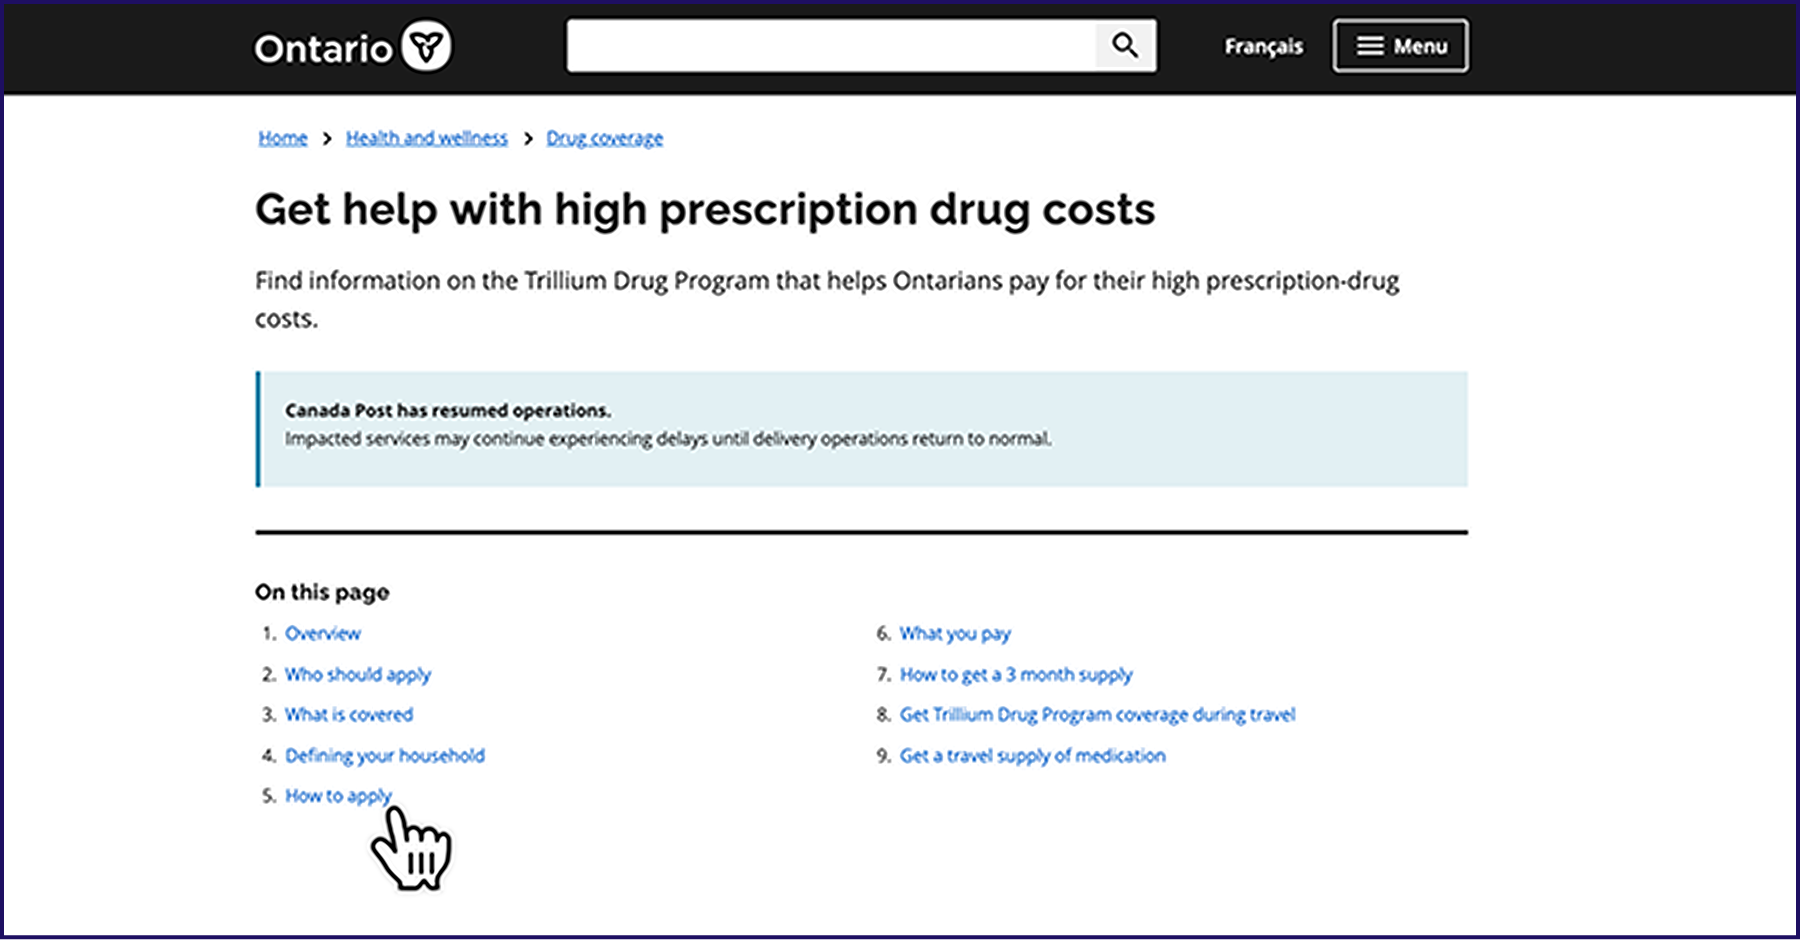 Ontario
Français
Menu
Home > Health and wellness > Drug coverage
Get help with high prescription drug costs
Find information on the Trillium Drug Program that helps Ontarians pay for their high prescription-drug
costs.
Canada Post has resumed operations.
Impacted services may continue experiencing delays until delivery operations return to normal.
On this page
1. Overview
2. Who should apply
3. What is covered
4. Defining your household
5. How to apply
6. What you pay
7. How to get a 3 month supply
8. Get Trillium Drug Program coverage during travel
9. Get a travel supply of medication